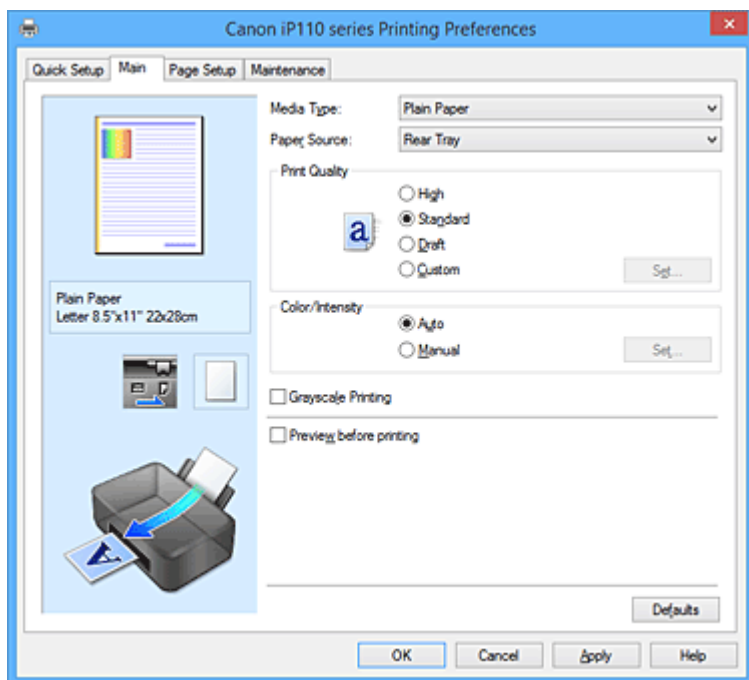 Canon iP110 series Printing Preferences
Quick Setup Main Page Setup Maintenance
Media Type: Plain Paper
Paper Source: Rear Tray
Print Quality
High
a
Standard
Draft
Custom Set...
Plain Paper
Letter 8.5"x11" 22x28cm
Color/Intensity
Auto
Manual Set...
Grayscale Printing
Preview before printing
A
Defaults
OK Cancel Apply Help